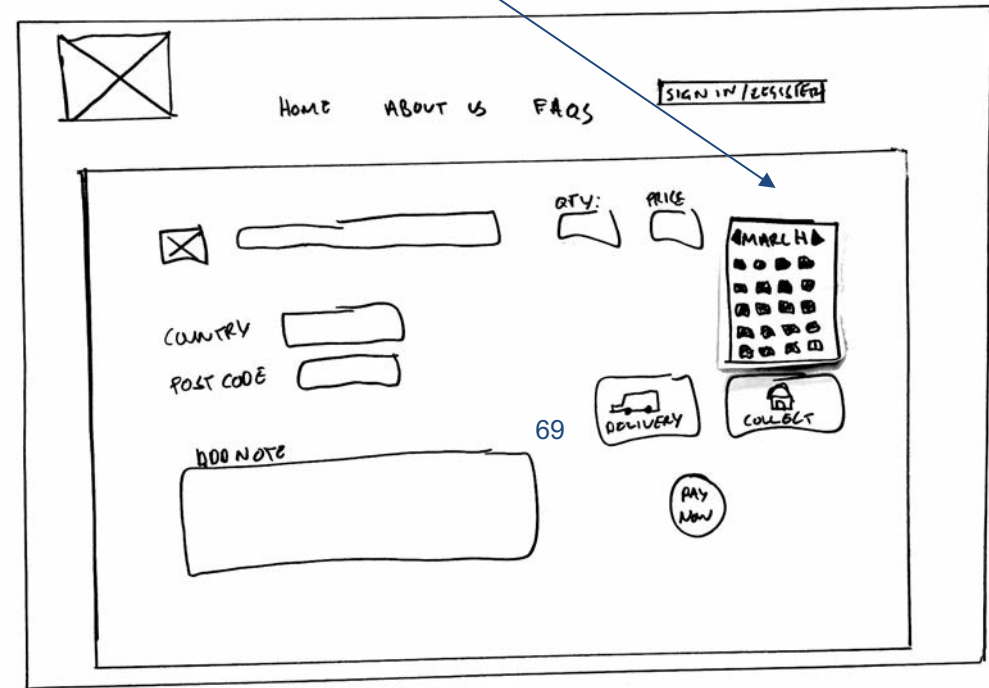 HOME ABOUT US FAQS SIGN IN / REGISTER
QTY: PRICE
MARCH
COUNTRY
POST CODE
DELIVERY COLLECT
69
ADD NOTE
PAY
NOW